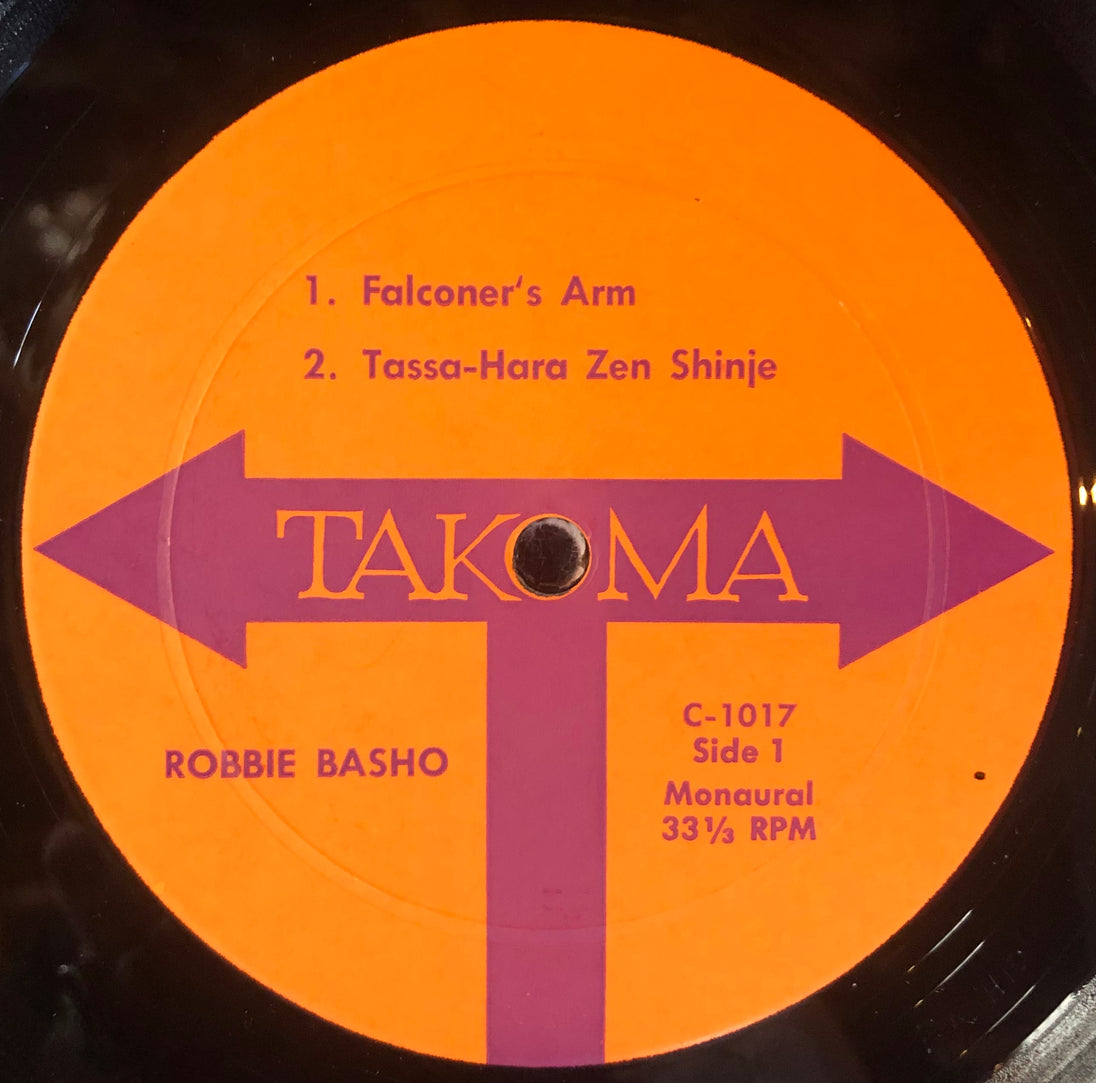 1. Falconer's Arm
2. Tassa-Hara Zen Shinje
TAKOMA
ROBBIE BASHO
C-1017
Side 1
Monaural
33⅓ RPM